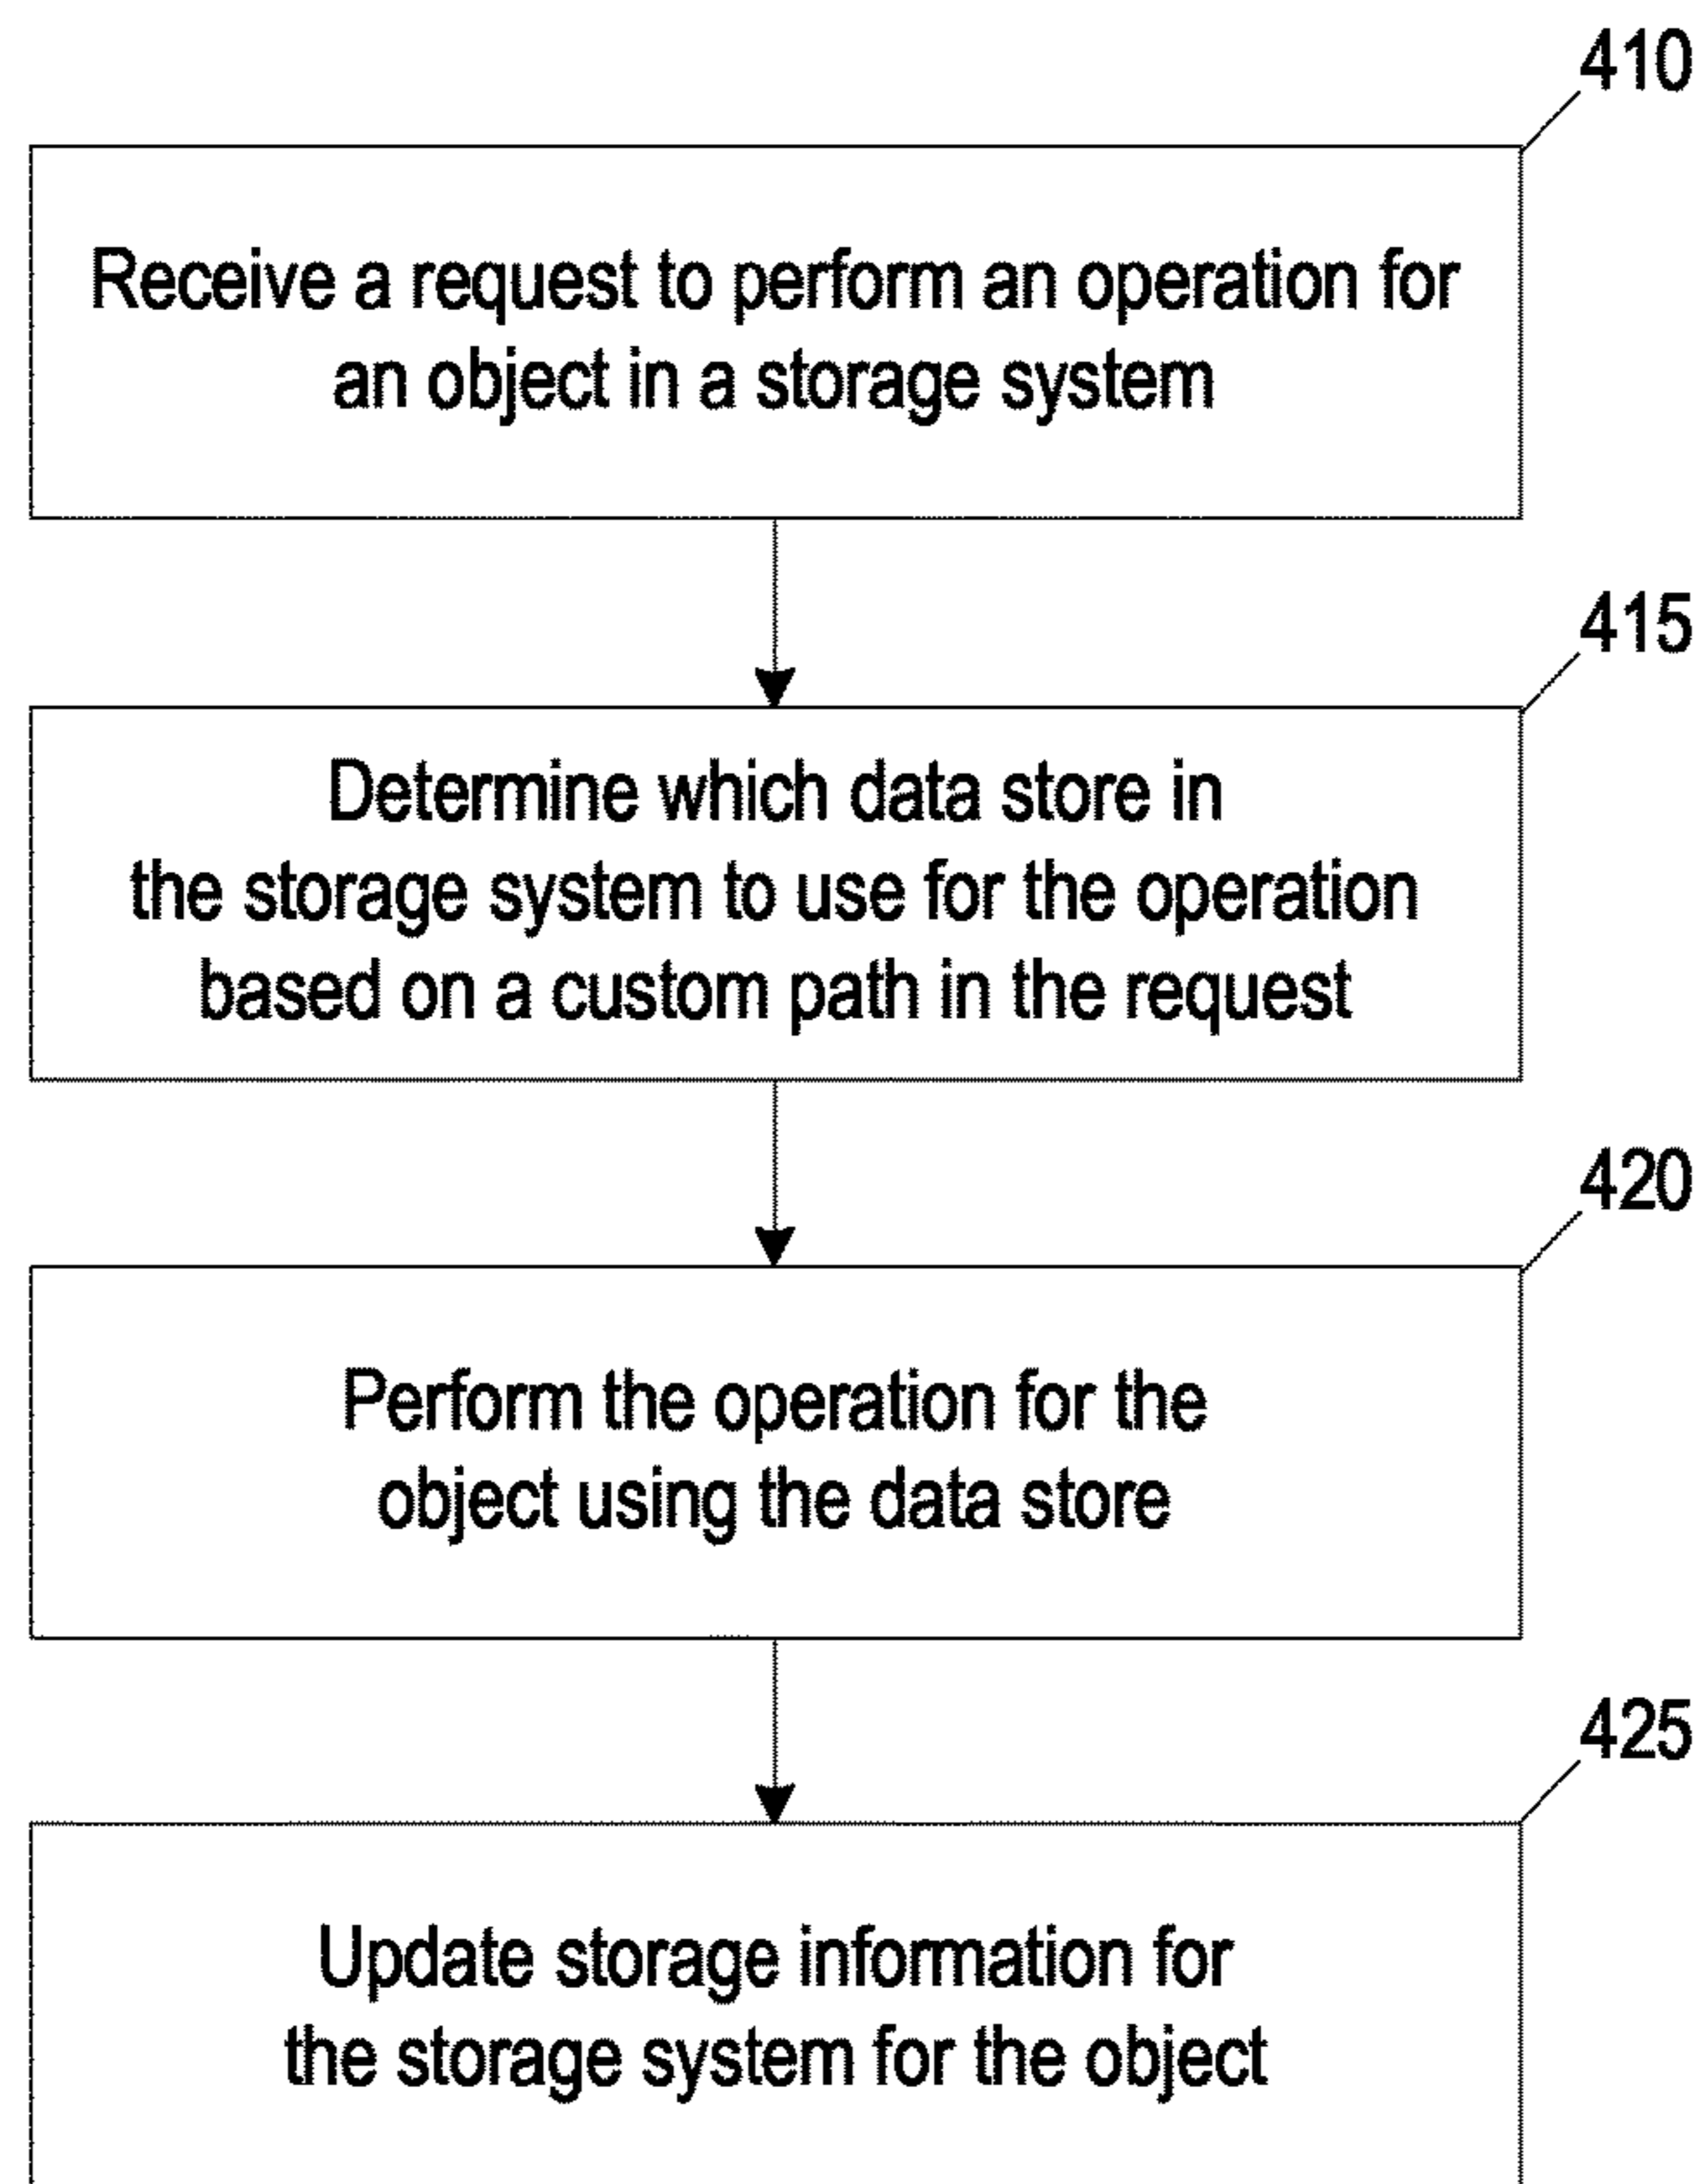 410
Receive a request to perform an operation for
an object in a storage system
415
Determine which data store in
the storage system to use for the operation
based on a custom path in the request
420
Perform the operation for the
object using the data store
425
Update storage information for
the storage system for the object